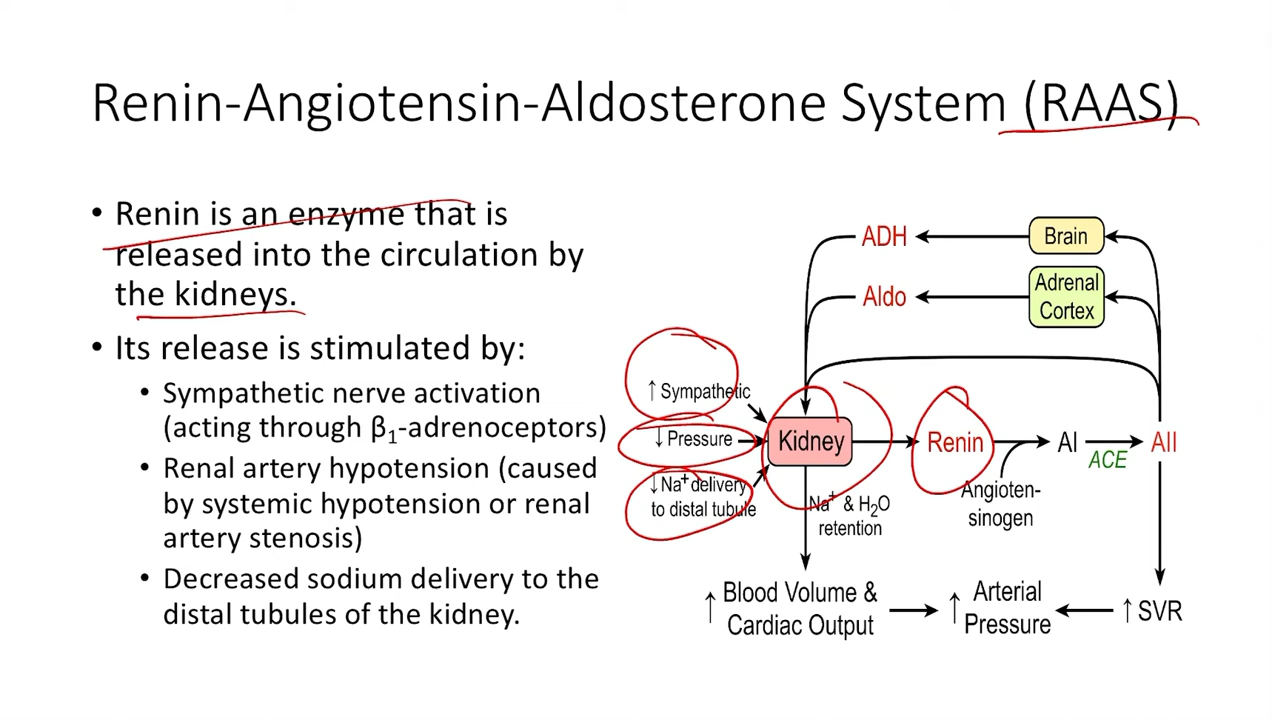 Renin-Angiotensin-Aldosterone System (RAAS)
• Renin is an enzyme that is
released into the circulation by
the kidneys.
• Its release is stimulated by:
• Sympathetic nerve activation
(acting through β₁-adrenoceptors)
• Renal artery hypotension (caused
by systemic hypotension or renal
artery stenosis)
• Decreased sodium delivery to the
distal tubules of the kidney.
ADH
Brain
Aldo
Adrenal
Cortex
↑ Sympathetic
↓ Pressure
↓ Na⁺ delivery
to distal tubule
Kidney
Renin
AI
ACE
AII
Angioten-
sinogen
Na⁺ & H₂O
retention
↑ Blood Volume &
Cardiac Output
↑ Arterial
Pressure
↑ SVR